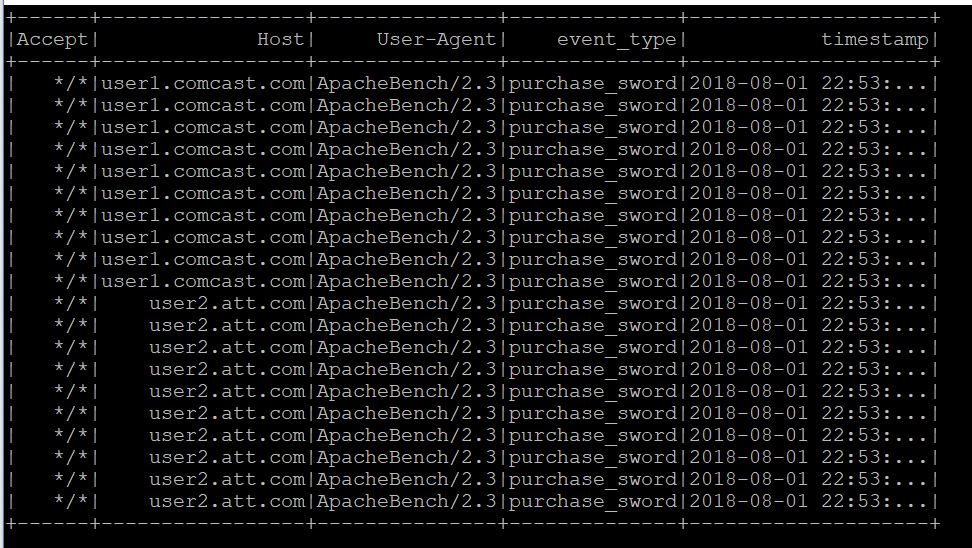 +------+-----------------+---------------+--------------+--------------------+
|Accept|             Host|     User-Agent|    event_type|           timestamp|
+------+-----------------+---------------+--------------+--------------------+
|   */*|user1.comcast.com|ApacheBench/2.3|purchase_sword|2018-08-01 22:53:...|
|   */*|user1.comcast.com|ApacheBench/2.3|purchase_sword|2018-08-01 22:53:...|
|   */*|user1.comcast.com|ApacheBench/2.3|purchase_sword|2018-08-01 22:53:...|
|   */*|user1.comcast.com|ApacheBench/2.3|purchase_sword|2018-08-01 22:53:...|
|   */*|user1.comcast.com|ApacheBench/2.3|purchase_sword|2018-08-01 22:53:...|
|   */*|user1.comcast.com|ApacheBench/2.3|purchase_sword|2018-08-01 22:53:...|
|   */*|user1.comcast.com|ApacheBench/2.3|purchase_sword|2018-08-01 22:53:...|
|   */*|user1.comcast.com|ApacheBench/2.3|purchase_sword|2018-08-01 22:53:...|
|   */*|user1.comcast.com|ApacheBench/2.3|purchase_sword|2018-08-01 22:53:...|
|   */*|user1.comcast.com|ApacheBench/2.3|purchase_sword|2018-08-01 22:53:...|
|   */*|    user2.att.com|ApacheBench/2.3|purchase_sword|2018-08-01 22:53:...|
|   */*|    user2.att.com|ApacheBench/2.3|purchase_sword|2018-08-01 22:53:...|
|   */*|    user2.att.com|ApacheBench/2.3|purchase_sword|2018-08-01 22:53:...|
|   */*|    user2.att.com|ApacheBench/2.3|purchase_sword|2018-08-01 22:53:...|
|   */*|    user2.att.com|ApacheBench/2.3|purchase_sword|2018-08-01 22:53:...|
|   */*|    user2.att.com|ApacheBench/2.3|purchase_sword|2018-08-01 22:53:...|
|   */*|    user2.att.com|ApacheBench/2.3|purchase_sword|2018-08-01 22:53:...|
|   */*|    user2.att.com|ApacheBench/2.3|purchase_sword|2018-08-01 22:53:...|
|   */*|    user2.att.com|ApacheBench/2.3|purchase_sword|2018-08-01 22:53:...|
|   */*|    user2.att.com|ApacheBench/2.3|purchase_sword|2018-08-01 22:53:...|
+------+-----------------+---------------+--------------+--------------------+